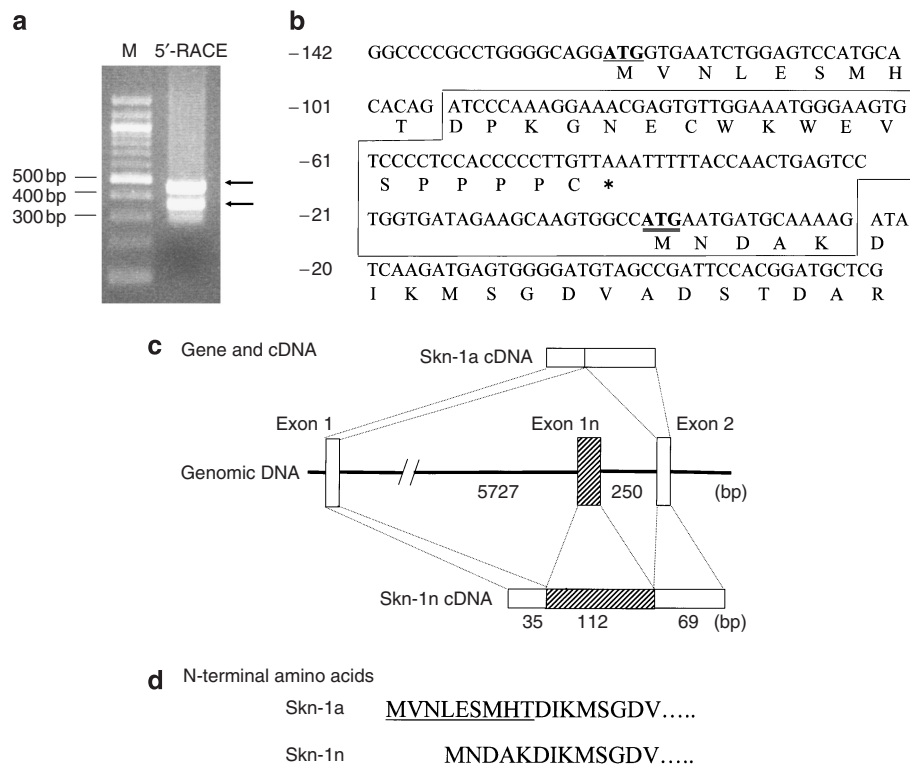 a
M 5′-RACE
500 bp
400 bp
300 bp
b
−142 GGCCCCGCCTGGGGCAGGATGGTGAATCTGGAGTCCATGCA
M V N L E S M H
−101 CACAG ATCCCAAAGGAAACGAGTGTTGGAAATGGGAAGTG
T D P K G N E C W K W E V
−61 TCCCCTCCACCCCCTTGTTAAATTTTTACCAACTGAGTCC
S P P P P C *
−21 TGGTGATAGAAGCAAGTGGCCATGAATGATGCAAAAG ATA
M N D A K D
−20 TCAAGATGAGTGGGGATGTAGCCGATTCCACGGATGCTCG
I K M S G D V A D S T D A R
c Gene and cDNA
Skn-1a cDNA
Exon 1 Exon 1n Exon 2
Genomic DNA
5727 250 (bp)
Skn-1n cDNA
35 112 69 (bp)
d N-terminal amino acids
Skn-1a MVNLESMHTDIKMSGDV.....
Skn-1n MNDAKDIKMSGDV.....